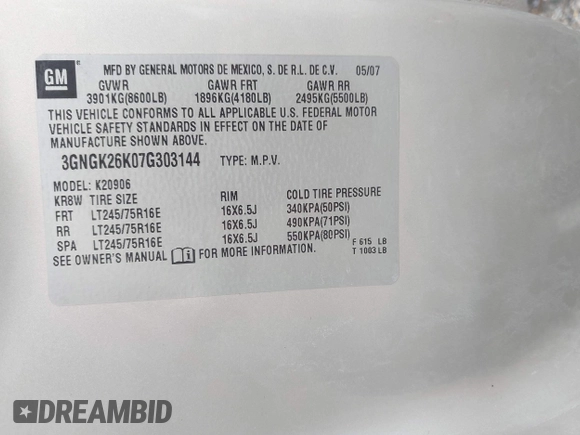 GM
MFD BY GENERAL MOTORS DE MEXICO, S. DE R.L. DE C.V. 05/07
GVWR GAWR FRT GAWR RR
3901KG(8600LB) 1896KG(4180LB) 2495KG(5500LB)
THIS VEHICLE CONFORMS TO ALL APPLICABLE U.S. FEDERAL MOTOR
VEHICLE SAFETY STANDARDS IN EFFECT ON THE DATE OF
MANUFACTURE SHOWN ABOVE.
3GNGK26K07G303144 TYPE: M.P.V.
MODEL: K20906
KR8W TIRE SIZE RIM COLD TIRE PRESSURE
FRT LT245/75R16E 16X6.5J 340KPA(50PSI)
RR LT245/75R16E 16X6.5J 490KPA(71PSI)
SPA LT245/75R16E 16X6.5J 550KPA(80PSI)
SEE OWNER'S MANUAL FOR MORE INFORMATION.
F 615 LB
T 1003 LB
DREAMBID